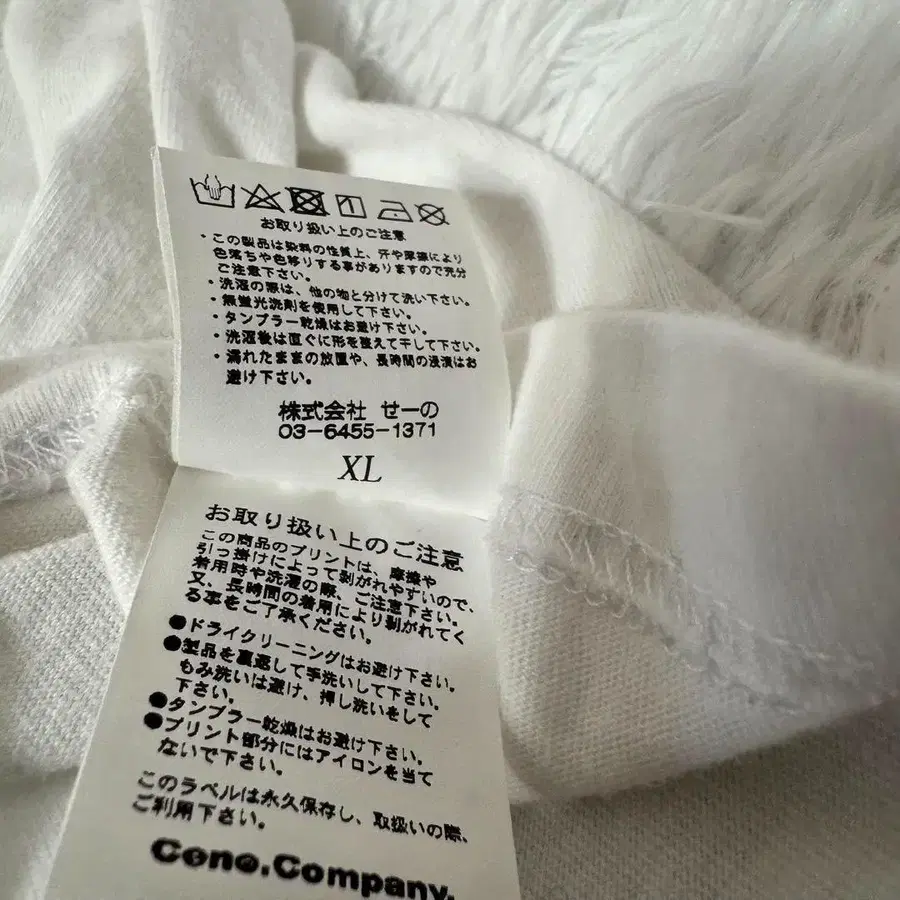 お取り扱い上のご注意
・この製品は染料の性質上、汗や摩擦により
色落ちや色移りする事がありますので充分
ご注意下さい。
・洗濯の際は、他の物と分けて洗い下さい。
・無蛍光洗剤を使用して下さい。
・タンブラー乾燥はお避け下さい。
・洗濯後は直ぐに形を整えて干して下さい。
・濡れたままの放置や、長時間の浸漬はお
避け下さい。
株式会社 せーの
03-6455-1371
XL
お取り扱い上のご注意
この商品のプリントは、摩擦や
引っ掛けによって剥がれやすいので、
着用時や洗濯の際、ご注意下さい。
又、長時間の着用により剥がれてく
る事をご了承ください。
●ドライクリーニングはお避け下さい。
●製品を裏返して手洗いして下さい。
もみ洗いは避け、押し洗いをして
下さい。
●タンブラー乾燥はお避け下さい。
●プリント部分にはアイロンを当て
ないで下さい。
このラベルは永久保存し、取扱いの際、
ご利用下さい。
Ceno.Company.